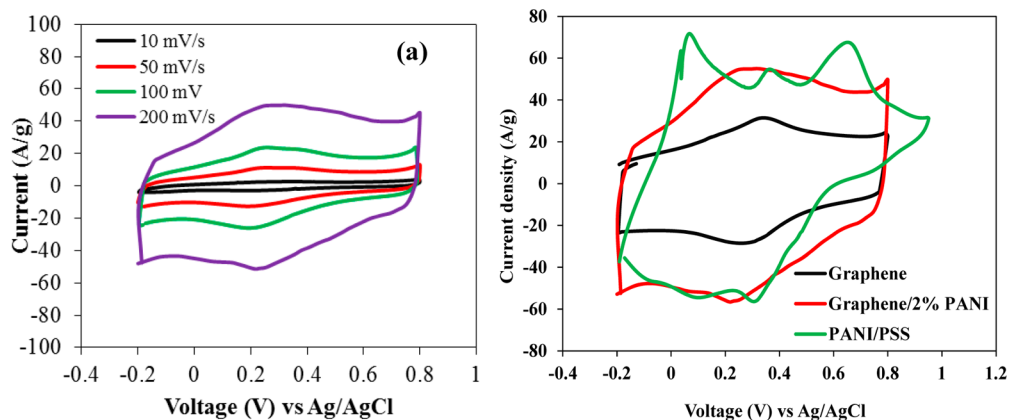 100
80
60
40
20
0
-20
-40
-60
-80
-100
Current (A/g)
10 mV/s
50 mV/s
100 mV
200 mV/s
(a)
-0.4 -0.2 0 0.2 0.4 0.6 0.8 1
Voltage (V) vs Ag/AgCl
80
60
40
20
0
-20
-40
-60
-80
Current density (A/g)
Graphene
Graphene/2% PANI
PANI/PSS
-0.4 -0.2 0 0.2 0.4 0.6 0.8 1 1.2
Voltage (V) vs Ag/AgCl